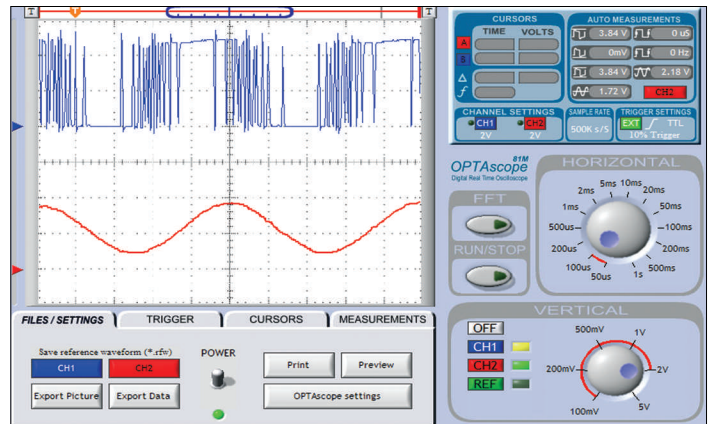 T
T
T
CURSORS
TIME VOLTS
A
B
Δ
f
AUTO MEASUREMENTS
3.84 V
0 uS
0mV
0 Hz
3.84 V
2.18 V
1.72 V
CH2
CHANNEL SETTINGS
CH1
CH2
2V
2V
SAMPLE RATE
500K s/S
TRIGGER SETTINGS
EXT
TTL
10% Trigger
OPTAscope 81M
Digital Real Time Oscilloscope
FFT
RUN/STOP
HORIZONTAL
5ms
10ms
2ms
20ms
1ms
50ms
500us
100ms
200us
200ms
100us
500ms
50us
1s
VERTICAL
OFF
CH1
CH2
REF
500mV
1V
200mV
2V
100mV
5V
FILES / SETTINGS
TRIGGER
CURSORS
MEASUREMENTS
Save reference waveform (*.rfw)
CH1
CH2
Export Picture
Export Data
POWER
Print
Preview
OPTAscope settings